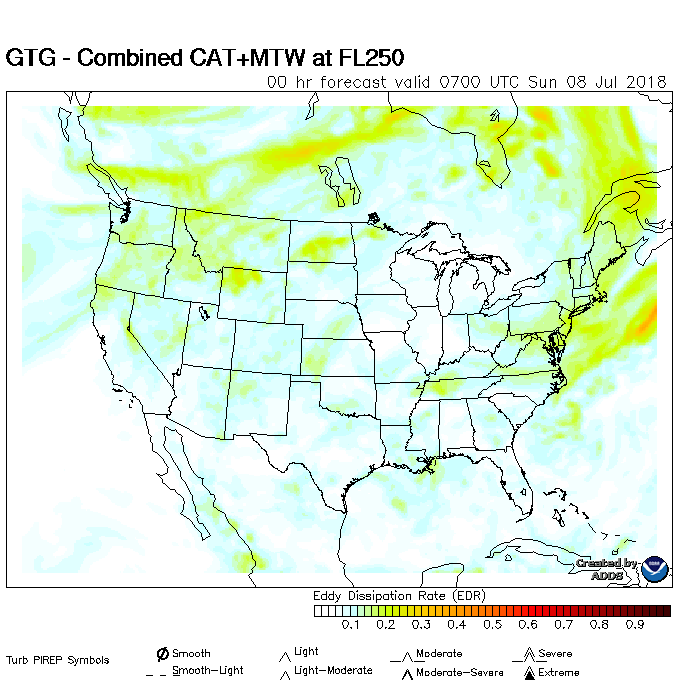 GTG - Combined CAT+MTW at FL250
00 hr forecast valid 0700 UTC Sun 08 Jul 2018
Created by
ADDS
Eddy Dissipation Rate (EDR)
0.1 0.2 0.3 0.4 0.5 0.6 0.7 0.8 0.9
Turb PIREP Symbols
Smooth Light Moderate Severe
Smooth-Light Light-Moderate Moderate-Severe Extreme